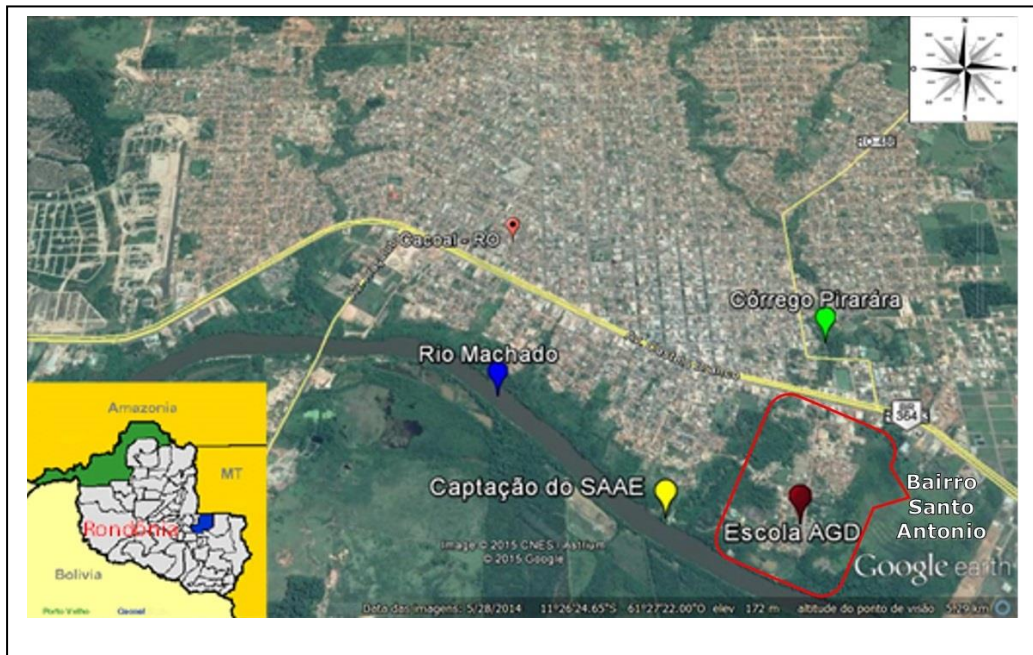 N
S
RO-48
Cacoal - RO
Córrego Pirarára
Rio Machado
BR
364
Captação do SAAE
Escola AGD
Bairro
Santo
Antonio
Image © 2015 CNES / Astrium
© 2015 Google
Google earth
Data das imagens: 5/28/2014 11°26'24.65"S 61°27'22.00"O elev 172 m altitude do ponto de visão 5.29 km
Amazonia
MT
Rondônia
Bolivia
Porto Velho Cacoal